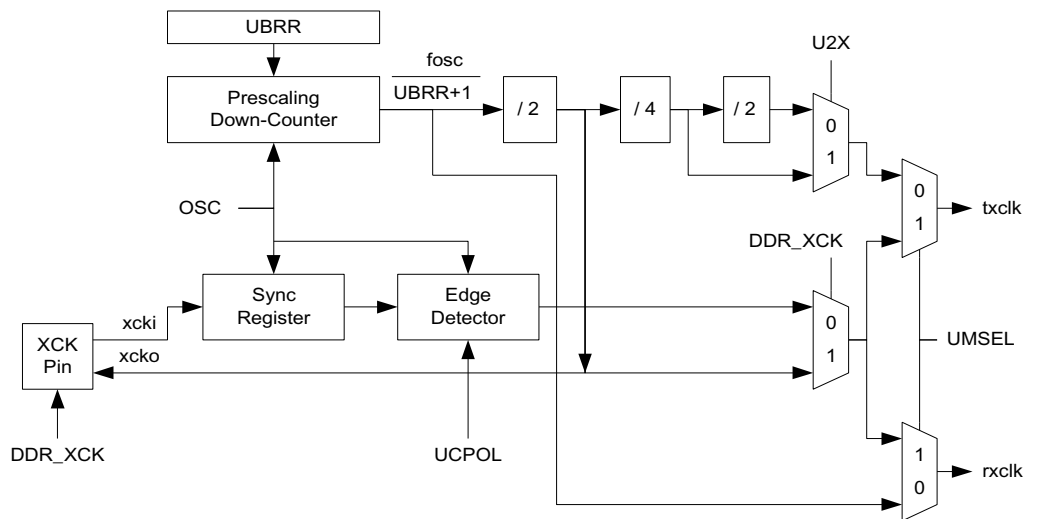 UBRR
fosc
U2X
Prescaling
Down-Counter
UBRR+1
/ 2
/ 4
/ 2
0
1
OSC
0
1
txclk
DDR_XCK
Sync
Register
Edge
Detector
xcki
0
1
UMSEL
XCK
Pin
xcko
DDR_XCK
UCPOL
1
0
rxclk